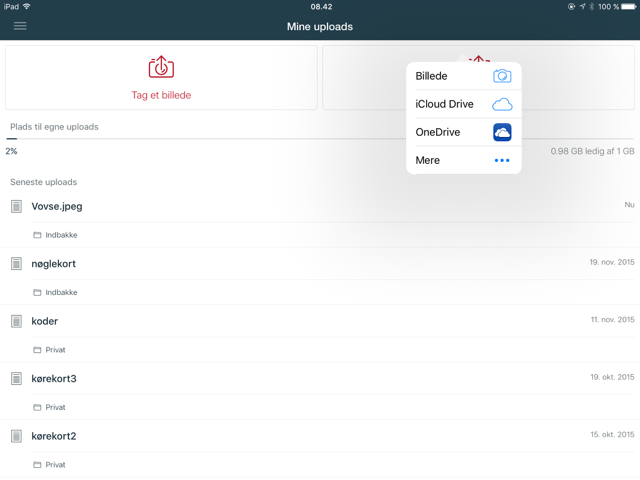 iPad
08.42
100 %
Mine uploads
Tag et billede
Billede
iCloud Drive
OneDrive
Mere
Plads til egne uploads
2%
0.98 GB ledig af 1 GB
Seneste uploads
Vovse.jpeg
Nu
Indbakke
nøglekort
19. nov. 2015
Indbakke
koder
11. nov. 2015
Privat
kørekort3
19. okt. 2015
Privat
kørekort2
15. okt. 2015
Privat